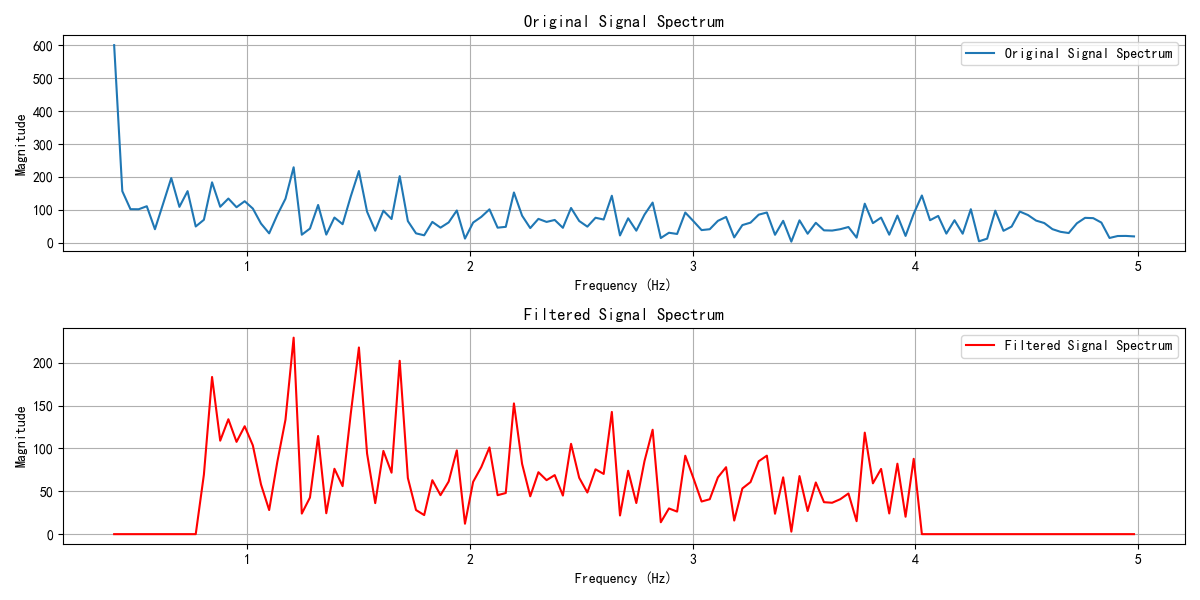 Original Signal Spectrum
600
500
400
300
200
100
0
Magnitude
Original Signal Spectrum
1 2 3 4 5
Frequency (Hz)
Filtered Signal Spectrum
200
150
100
50
0
Magnitude
Filtered Signal Spectrum
1 2 3 4 5
Frequency (Hz)